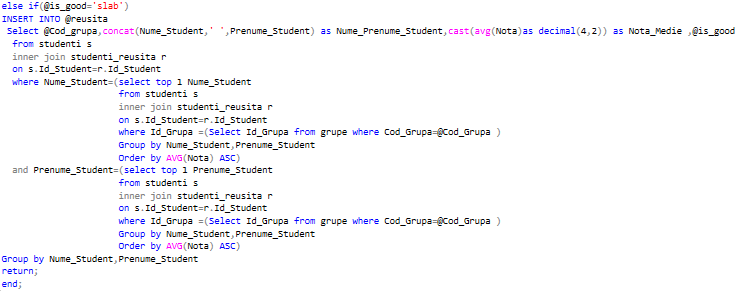 else if(@is_good='slab')
INSERT INTO @reusita
Select @Cod_grupa,concat(Nume_Student,' ',Prenume_Student) as Nume_Prenume_Student,cast(avg(Nota)as decimal(4,2)) as Nota_Medie ,@is_good
from studenti s
inner join studenti_reusita r
on s.Id_Student=r.Id_Student
where Nume_Student=(select top 1 Nume_Student
from studenti s
inner join studenti_reusita r
on s.Id_Student=r.Id_Student
where Id_Grupa =(Select Id_Grupa from grupe where Cod_Grupa=@Cod_Grupa )
Group by Nume_Student,Prenume_Student
Order by AVG(Nota) ASC)
and Prenume_Student=(select top 1 Prenume_Student
from studenti s
inner join studenti_reusita r
on s.Id_Student=r.Id_Student
where Id_Grupa =(Select Id_Grupa from grupe where Cod_Grupa=@Cod_Grupa )
Group by Nume_Student,Prenume_Student
Order by AVG(Nota) ASC)
Group by Nume_Student,Prenume_Student
return;
end;